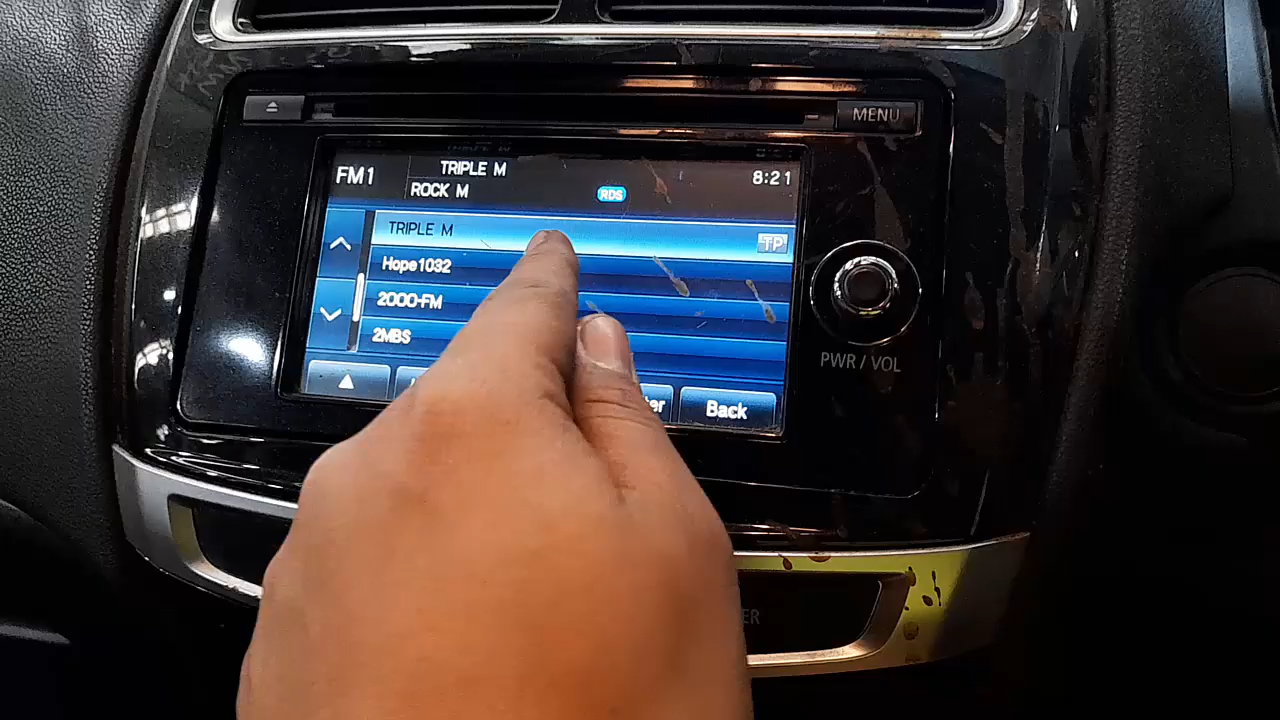 MENU
FM1
TRIPLE M
ROCK M
RDS
8:21
TRIPLE M
TP
Hope1032
2000-FM
2MBS
Back
PWR / VOL